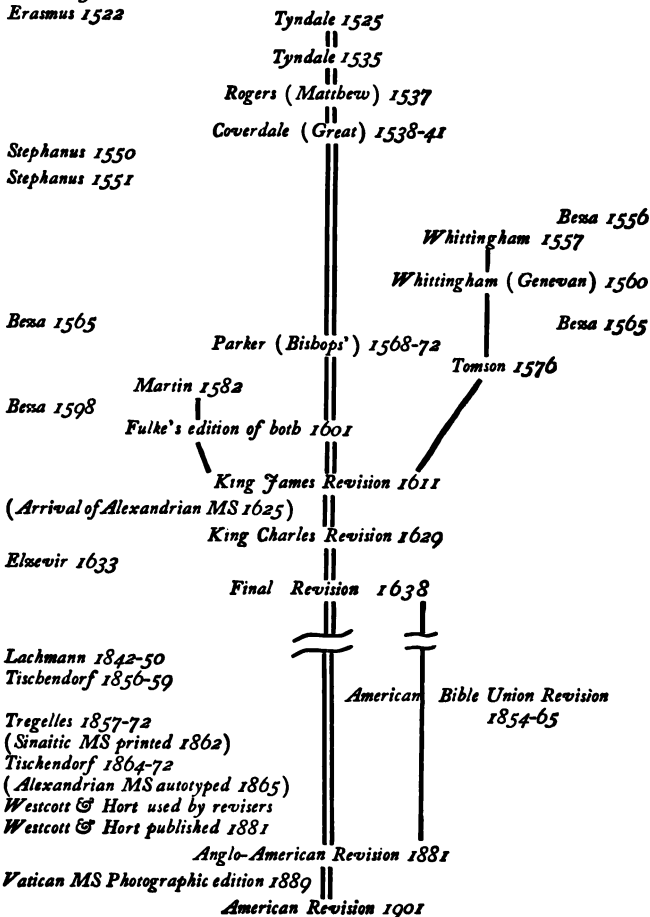 Erasmus 1522
Tyndale 1525
Tyndale 1535
Rogers (Matthew) 1537
Coverdale (Great) 1538-41
Stephanus 1550
Stephanus 1551
Beza 1556
Whittingham 1557
Whittingham (Genevan) 1560
Beza 1565
Beza 1565
Parker (Bishops') 1568-72
Tomson 1576
Martin 1582
Beza 1598
Fulke's edition of both 1601
King James Revision 1611
(Arrival of Alexandrian MS 1625)
King Charles Revision 1629
Elzevir 1633
Final Revision 1638
Lachmann 1842-50
Tischendorf 1856-59
American Bible Union Revision
1854-65
Tregelles 1857-72
(Sinaitic MS printed 1862)
Tischendorf 1864-72
(Alexandrian MS autotyped 1865)
Westcott & Hort used by revisers
Westcott & Hort published 1881
Anglo-American Revision 1881
Vatican MS Photographic edition 1889
American Revision 1901